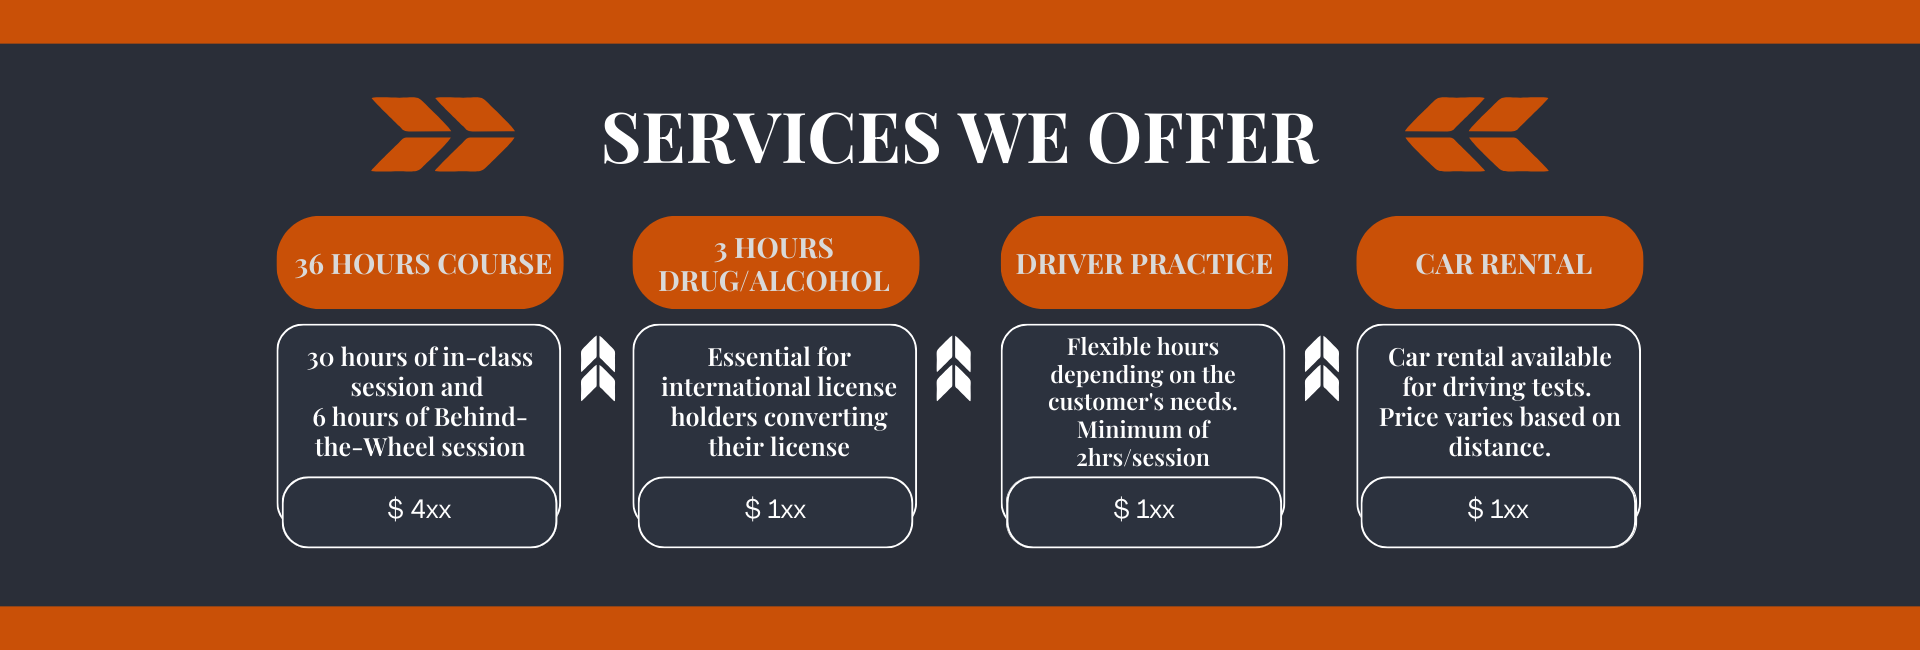 SERVICES WE OFFER
36 HOURS COURSE
30 hours of in-class
session and
6 hours of Behind-
the-Wheel session
$ 4xx
3 HOURS
DRUG/ALCOHOL
Essential for
international license
holders converting
their license
$ 1xx
DRIVER PRACTICE
Flexible hours
depending on the
customer's needs.
Minimum of
2hrs/session
$ 1xx
CAR RENTAL
Car rental available
for driving tests.
Price varies based on
distance.
$ 1xx